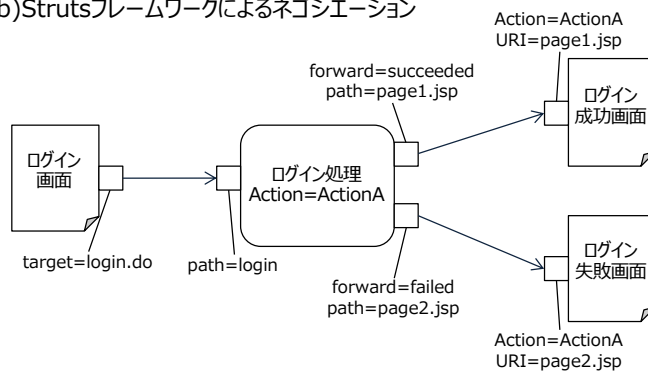 b)Strutsフレームワークによるネゴシエーション
Action=ActionA
URI=page1.jsp
forward=succeeded
path=page1.jsp
ログイン
成功画面
ログイン
画面
ログイン処理
Action=ActionA
target=login.do
path=login
ログイン
失敗画面
forward=failed
path=page2.jsp
Action=ActionA
URI=page2.jsp